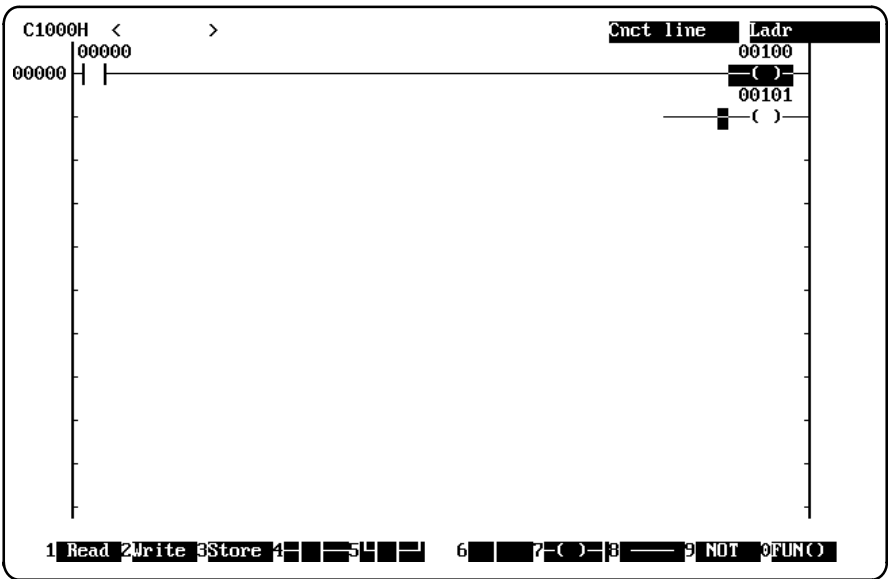 C1000H < > Cnct line Ladr
00000 00100
00000 ( )
00101
( )
1 Read 2Write 3Store 4 5 6 7 ( ) 8 9 NOT 0FUN()